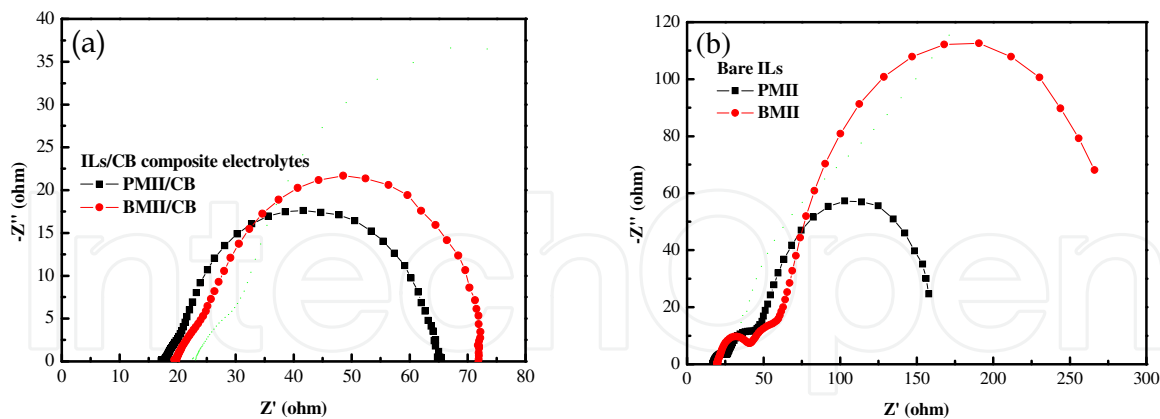 (a)
40
35
30
25
20
15
10
5
0
-Z'' (ohm)
ILs/CB composite electrolytes
PMII/CB
BMII/CB
0 10 20 30 40 50 60 70 80
Z' (ohm)
(b)
120
100
80
60
40
20
0
-Z'' (ohm)
Bare ILs
PMII
BMII
0 50 100 150 200 250 300
Z' (ohm)
IntechOpen